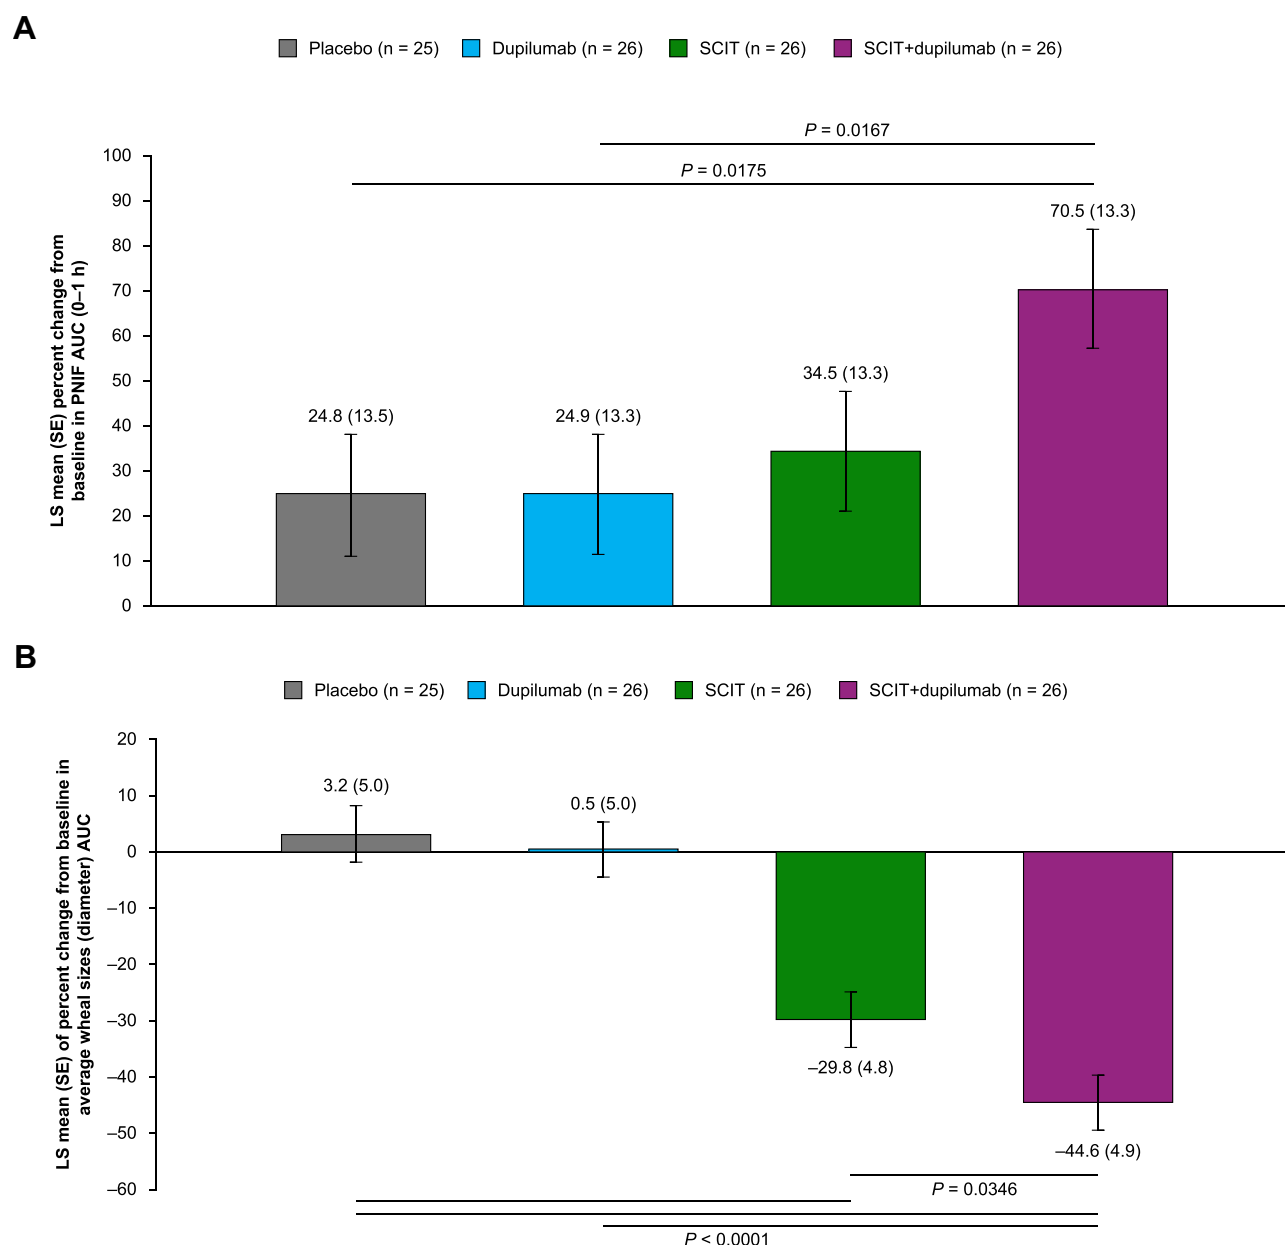 A
Placebo (n = 25) Dupilumab (n = 26) SCIT (n = 26) SCIT+dupilumab (n = 26)
P = 0.0167
P = 0.0175
LS mean (SE) percent change from
baseline in PNIF AUC (0–1 h)
100
90
80
70
60
50
40
30
20
10
0
24.8 (13.5)
24.9 (13.3)
34.5 (13.3)
70.5 (13.3)
B
Placebo (n = 25) Dupilumab (n = 26) SCIT (n = 26) SCIT+dupilumab (n = 26)
LS mean (SE) of percent change from baseline in
average wheal sizes (diameter) AUC
20
10
0
–10
–20
–30
–40
–50
–60
3.2 (5.0)
0.5 (5.0)
–29.8 (4.8)
–44.6 (4.9)
P = 0.0346
P < 0.0001